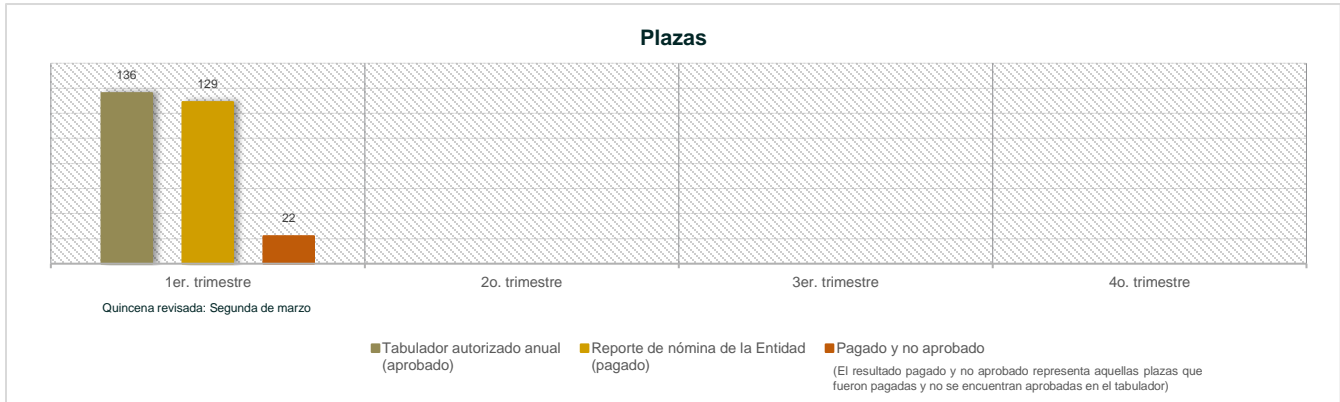 Plazas
136
129
22
1er. trimestre
2o. trimestre
3er. trimestre
4o. trimestre
Quincena revisada: Segunda de marzo
Tabulador autorizado anual
(aprobado)
Reporte de nómina de la Entidad
(pagado)
Pagado y no aprobado
(El resultado pagado y no aprobado representa aquellas plazas que
fueron pagadas y no se encuentran aprobadas en el tabulador)